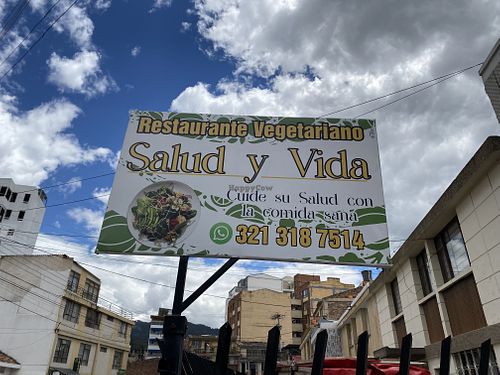 Restaurante Vegetariano
Salud y Vida
HappyCow
Cuide su Salud con
la comida sana
321 318 7514